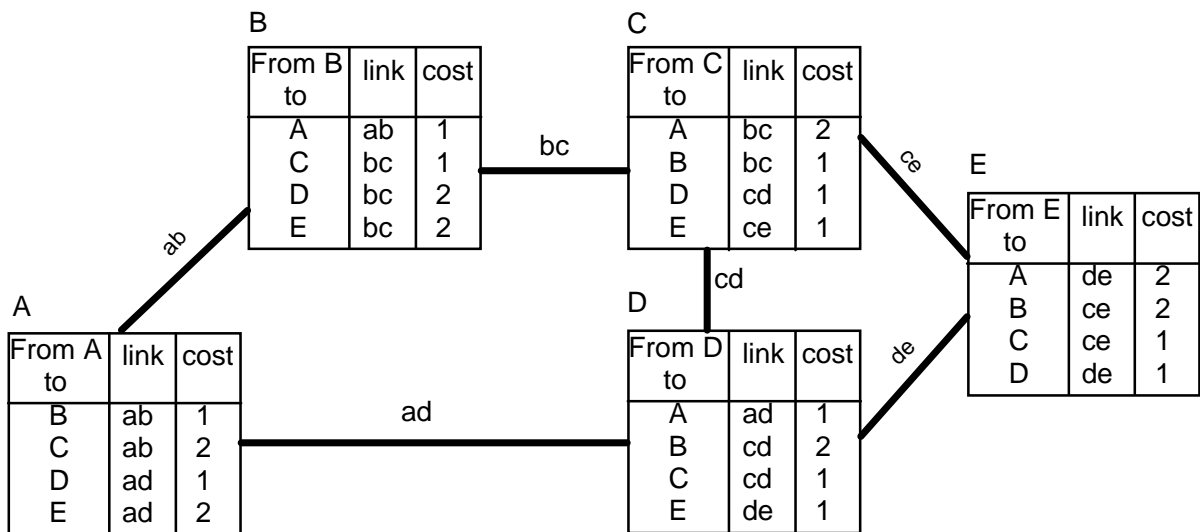 B
From B to link cost
A ab 1
C bc 1
D bc 2
E bc 2
bc
C
From C to link cost
A bc 2
B bc 1
D cd 1
E ce 1
ce
E
From E to link cost
A de 2
B ce 2
C ce 1
D de 1
ab
cd
A
From A to link cost
B ab 1
C ab 2
D ad 1
E ad 2
ad
D
From D to link cost
A ad 1
B cd 2
C cd 1
E de 1
de